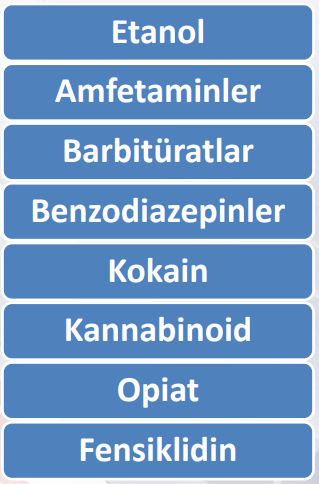 Etanol
Amfetaminler
Barbitüratlar
Benzodiazepinler
Kokain
Kannabinoid
Opiat
Fensiklidin